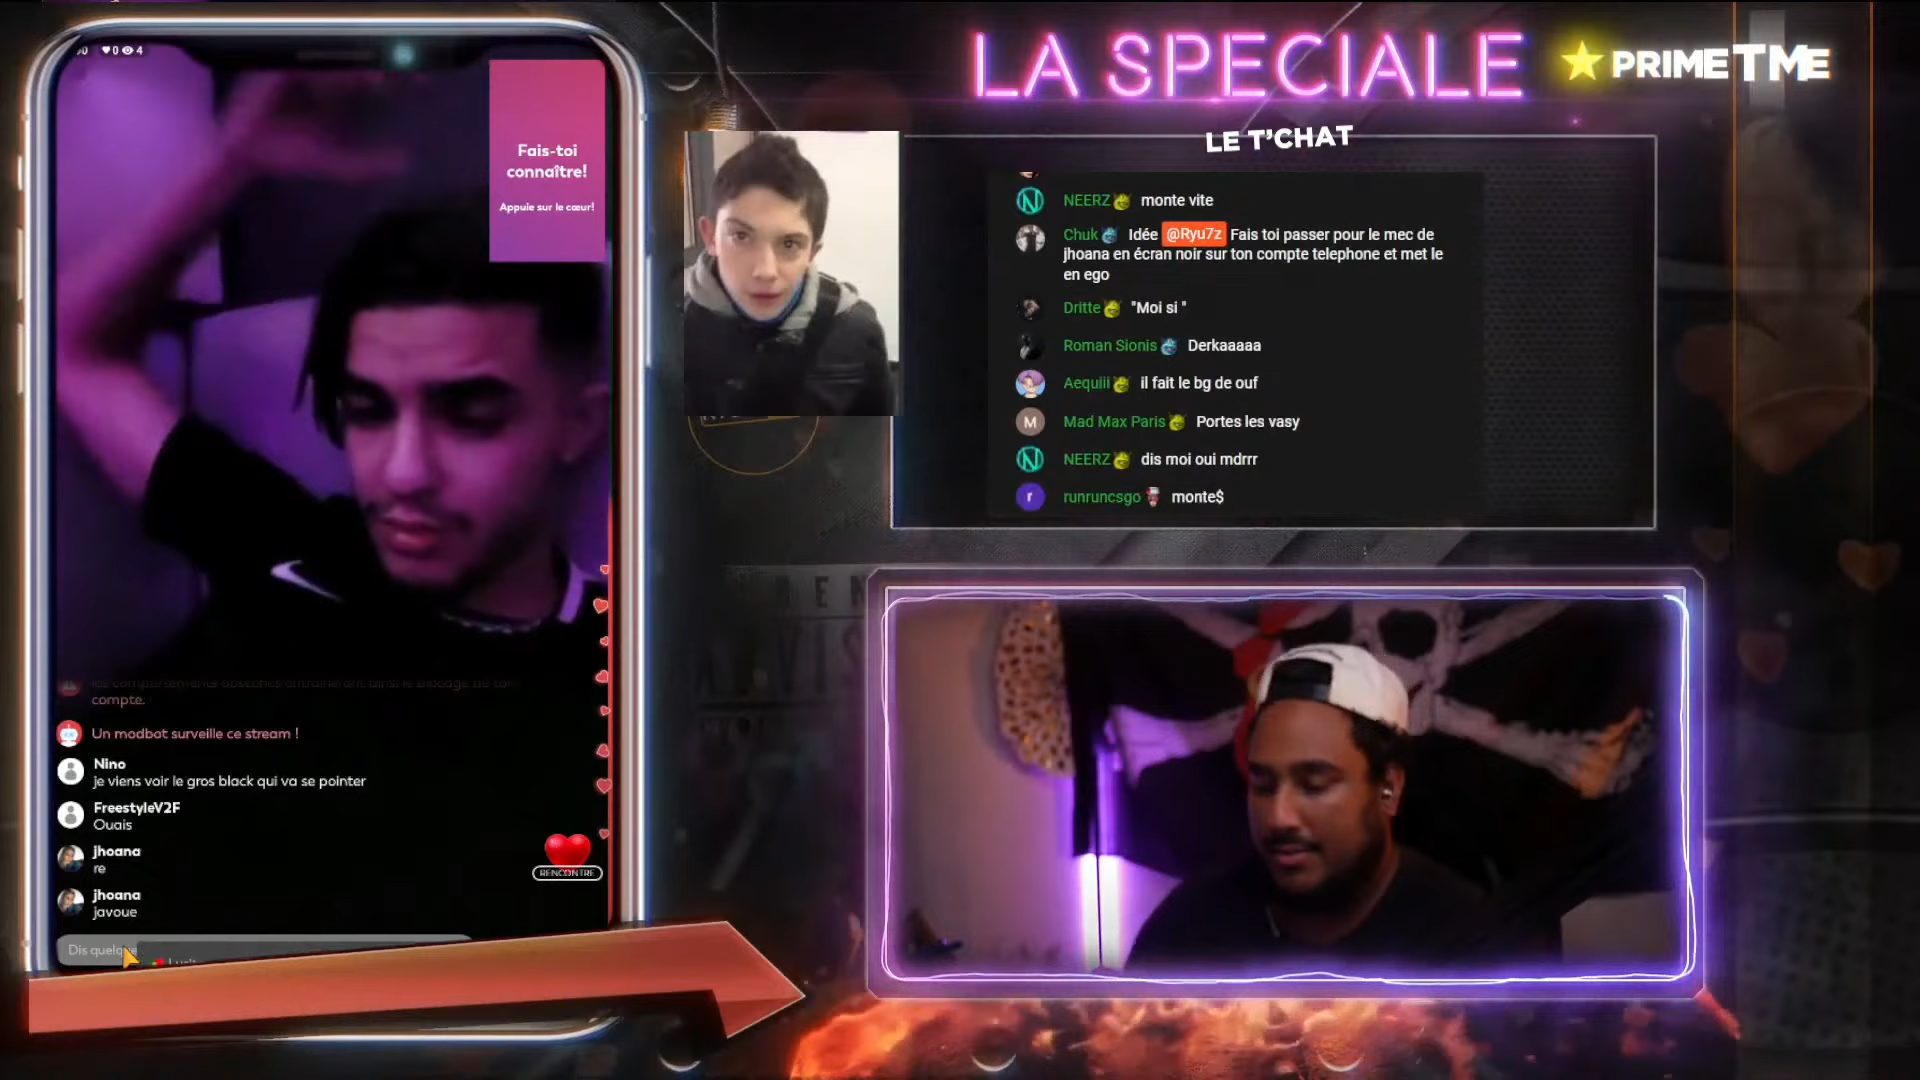 0 4
Fais-toi
connaître!
Appuie sur le cœur!
compte.
Un modbot surveille ce stream !
Nino
je viens voir le gros black qui va se pointer
FreestyleV2F
Ouais
jhoana
re
jhoana
javoue
RENCONTRE
Dis quelque
LA SPECIALE
PRIMETME
LE T'CHAT
NEERZ monte vite
Chuk Idée @Ryu7z Fais toi passer pour le mec de
jhoana en écran noir sur ton compte telephone et met le
en ego
Dritte "Moi si "
Roman Sionis Derkaaaaa
Aequiii il fait le bg de ouf
M Mad Max Paris Portes les vasy
NEERZ dis moi oui mdrrr
r runruncsgo monte$